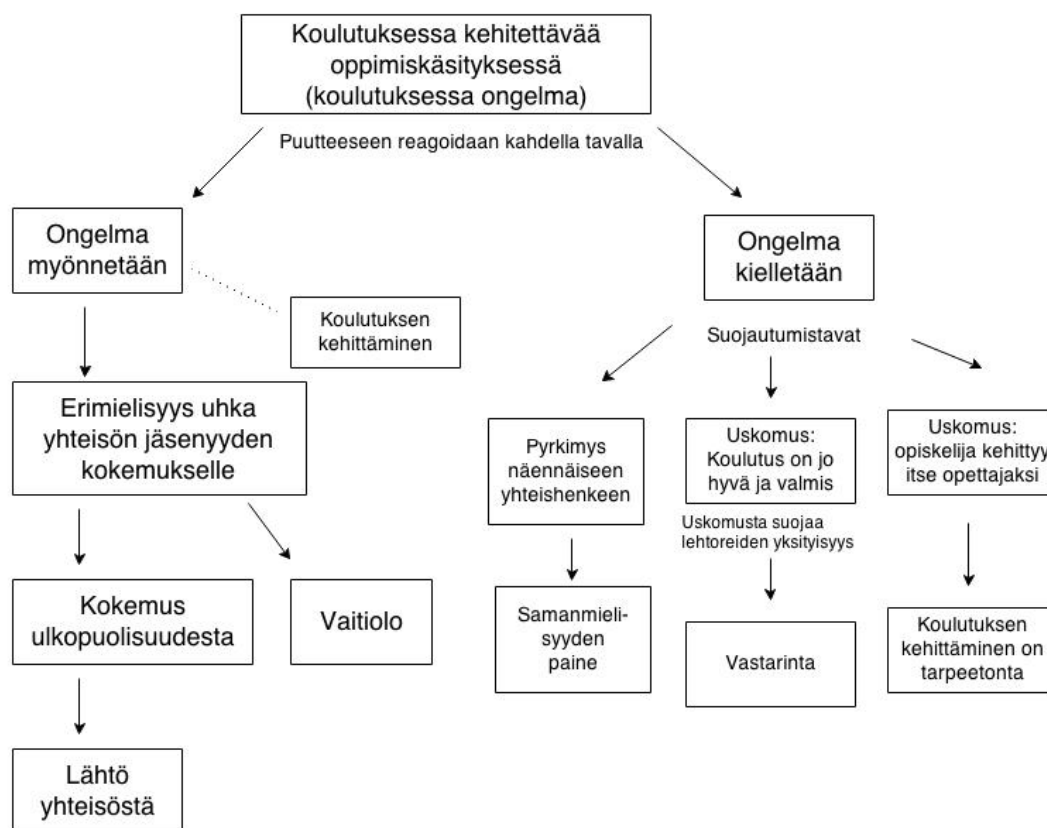 Koulutuksessa kehitettävää
oppimiskäsityksessä
(koulutuksessa ongelma)
Puutteeseen reagoidaan kahdella tavalla
Ongelma
myönnetään
Koulutuksen
kehittäminen
Erimielisyys uhka
yhteisön jäsenyyden
kokemukselle
Kokemus
ulkopuolisuudesta
Vaitiolo
Lähtö
yhteisöstä
Ongelma
kielletään
Suojautumistavat
Pyrkimys
näennäiseen
yhteishenkeen
Samanmieli-
syyden
paine
Uskomus:
Koulutus on jo
hyvä ja valmis
Uskomusta suojaa
lehtoreiden yksityisyys
Vastarinta
Uskomus:
opiskelija kehittyy
itse opettajaksi
Koulutuksen
kehittäminen on
tarpeetonta